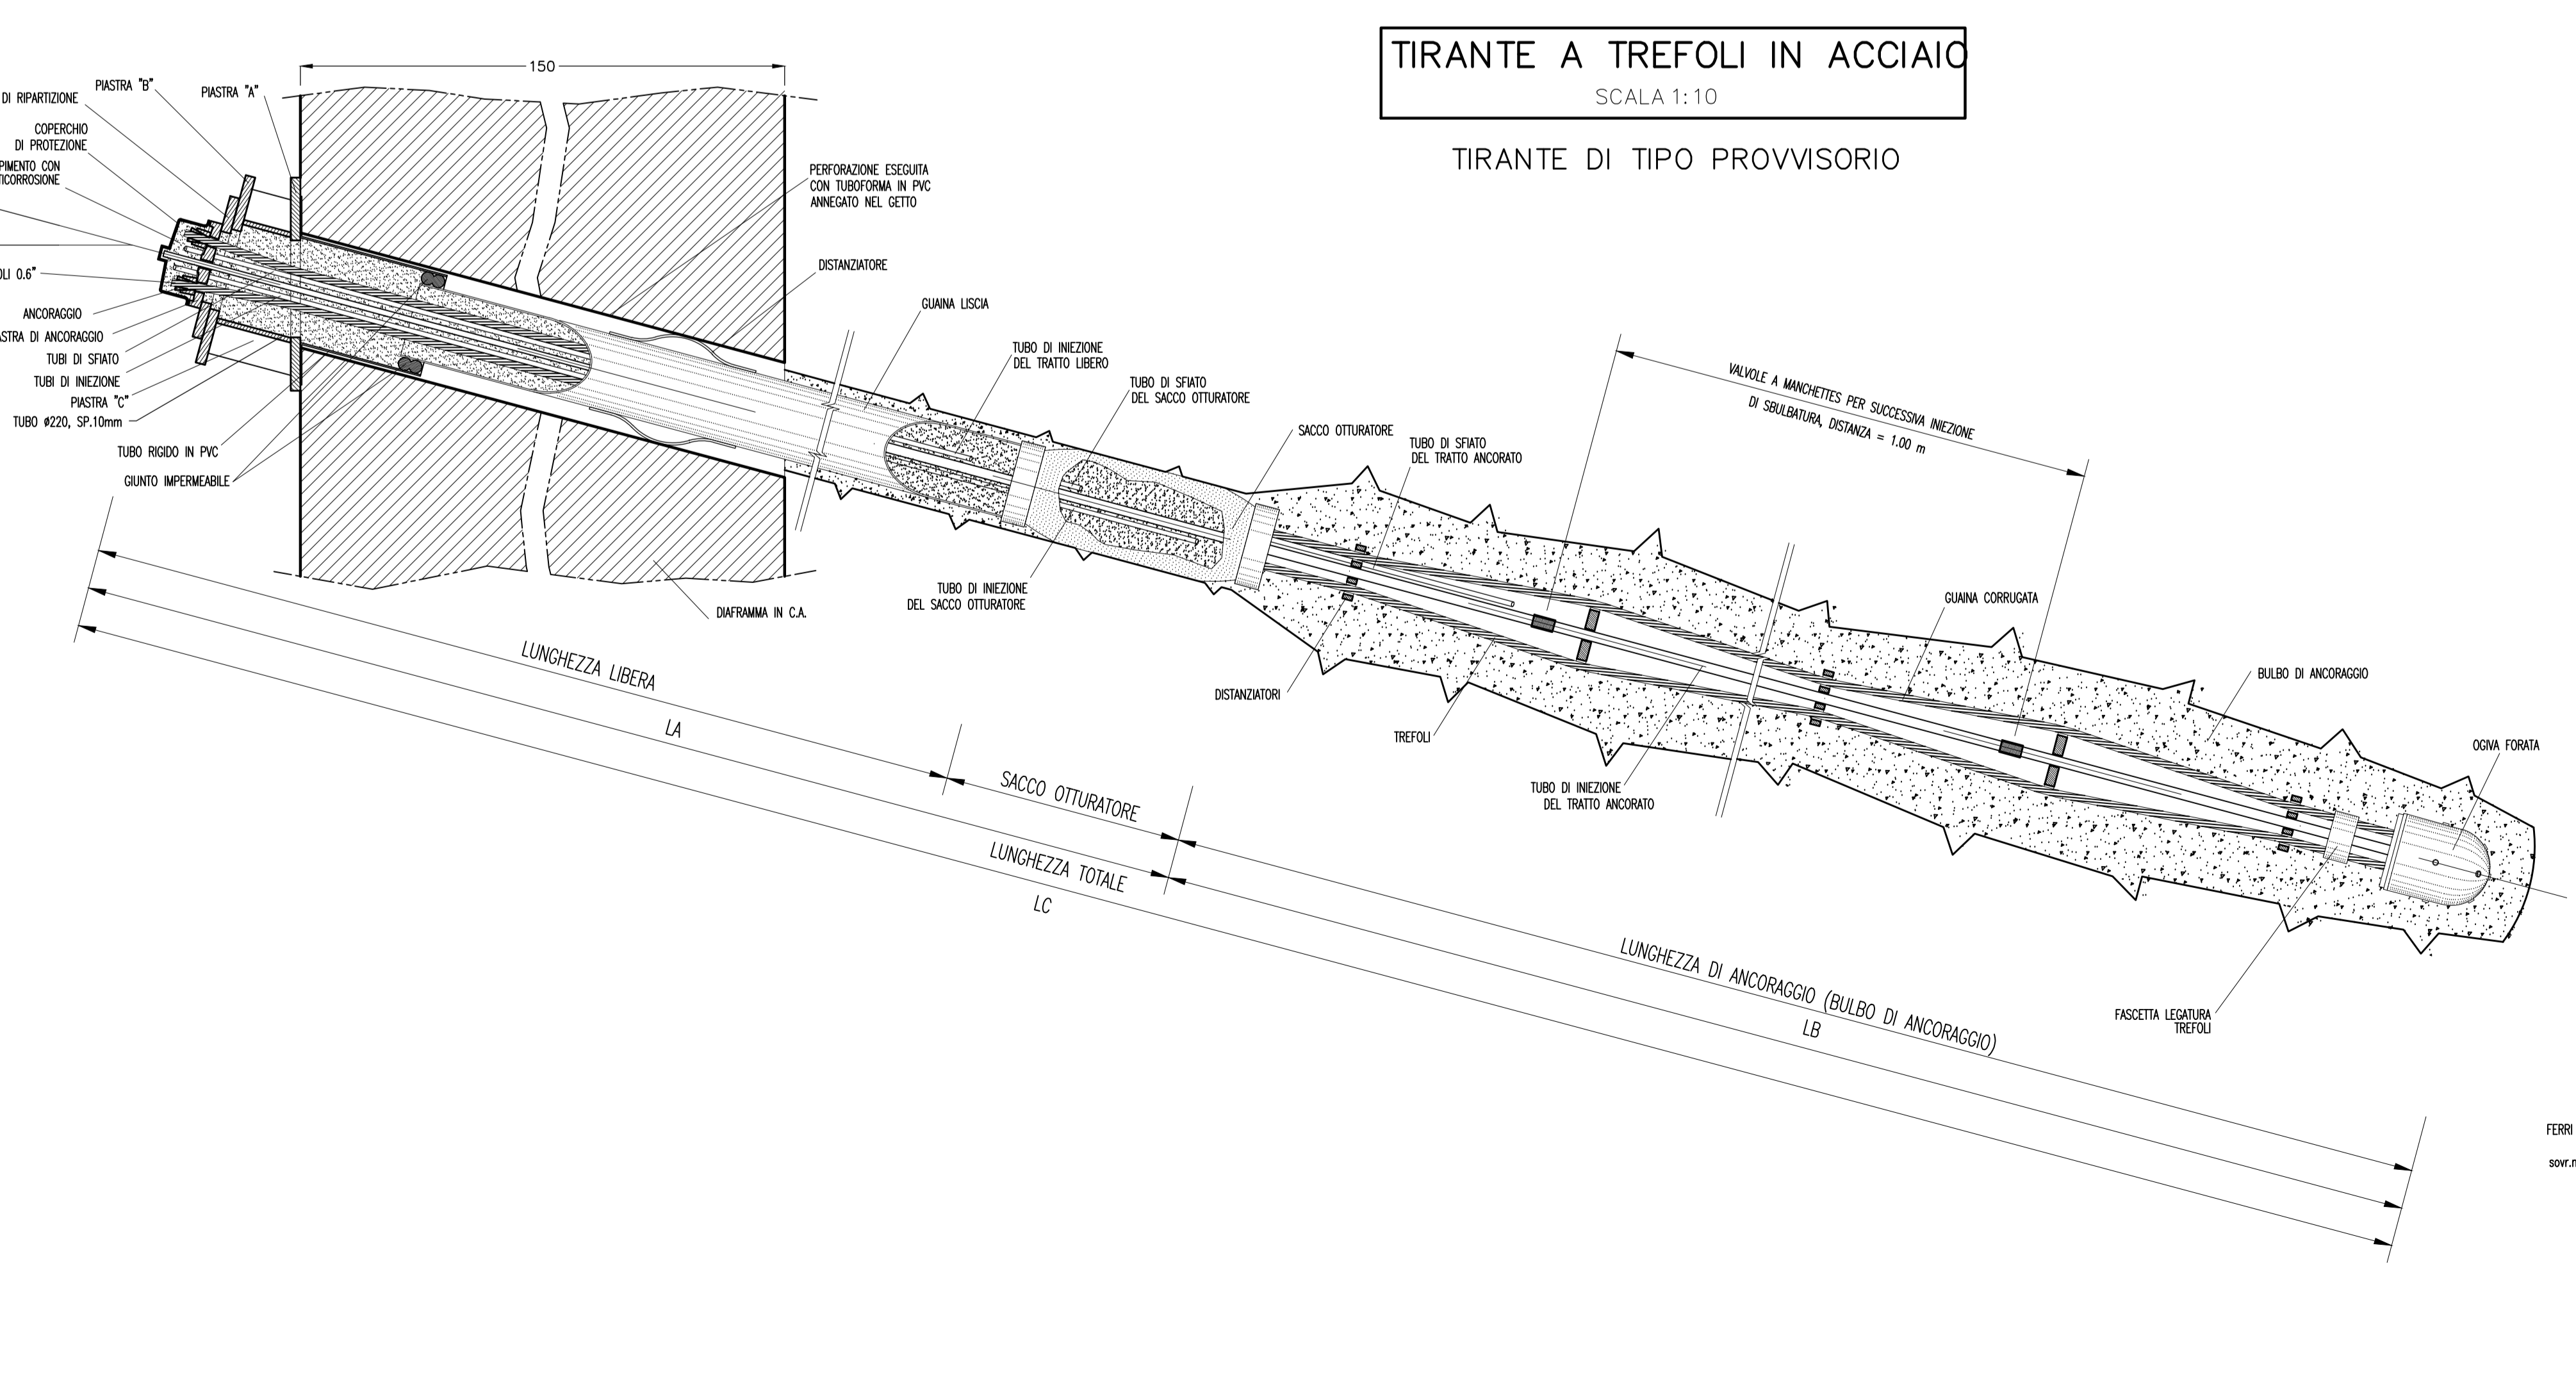 TIRANTE A TREFOLI IN ACCIAIO
SCALA 1:10
TIRANTE DI TIPO PROVVISORIO
150
PIASTRA "B"
PIASTRA "A"
DI RIPARTIZIONE
COPERCHIO
DI PROTEZIONE
CON
0.6"
ANCORAGGIO
DI ANCORAGGIO
TUBI DI SFIATO
TUBI DI INIEZIONE
PIASTRA "C"
TUBO ø220, SP.10mm
TUBO RIGIDO IN PVC
GIUNTO IMPERMEABILE
PERFORAZIONE ESEGUITA
CON TUBOFORMA IN PVC
ANNEGATO NEL GETTO
DISTANZIATORE
GUAINA LISCIA
TUBO DI INIEZIONE
DEL TRATTO LIBERO
TUBO DI SFIATO
DEL SACCO OTTURATORE
SACCO OTTURATORE
TUBO DI SFIATO
DEL TRATTO ANCORATO
VALVOLE A MANCHETTES PER SUCCESSIVA INIEZIONE
DI SBULBATURA, DISTANZA = 1.00 m
TUBO DI INIEZIONE
DEL SACCO OTTURATORE
DIAFRAMMA IN C.A.
GUAINA CORRUGATA
BULBO DI ANCORAGGIO
OGIVA FORATA
DISTANZIATORI
TREFOLI
TUBO DI INIEZIONE
DEL TRATTO ANCORATO
FASCETTA LEGATURA
TREFOLI
LUNGHEZZA LIBERA
LA
SACCO OTTURATORE
LUNGHEZZA TOTALE
LC
LUNGHEZZA DI ANCORAGGIO (BULBO DI ANCORAGGIO)
LB
FERRI